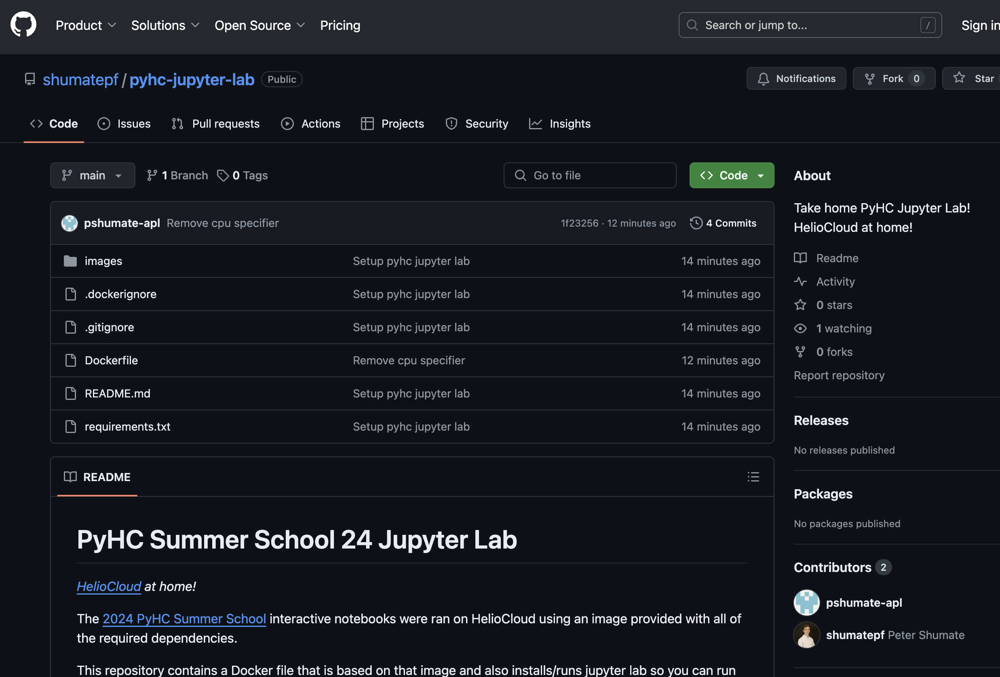 Product Solutions Open Source Pricing Search or jump to... / Sign in
shumatepf / pyhc-jupyter-lab Public Notifications Fork 0 Star
Code Issues Pull requests Actions Projects Security Insights
main 1 Branch 0 Tags Go to file Code
pshumate-apl Remove cpu specifier 1f23256 · 12 minutes ago 4 Commits
images Setup pyhc jupyter lab 14 minutes ago
.dockerignore Setup pyhc jupyter lab 14 minutes ago
.gitignore Setup pyhc jupyter lab 14 minutes ago
Dockerfile Remove cpu specifier 12 minutes ago
README.md Setup pyhc jupyter lab 14 minutes ago
requirements.txt Setup pyhc jupyter lab 14 minutes ago
README
PyHC Summer School 24 Jupyter Lab
HelioCloud at home!
The 2024 PyHC Summer School interactive notebooks were ran on HelioCloud using an image provided with all of
the required dependencies.
This repository contains a Docker file that is based on that image and also installs/runs jupyter lab so you can run
About
Take home PyHC Jupyter Lab!
HelioCloud at home!
Readme
Activity
0 stars
1 watching
0 forks
Report repository
Releases
No releases published
Packages
No packages published
Contributors 2
pshumate-apl
shumatepf Peter Shumate